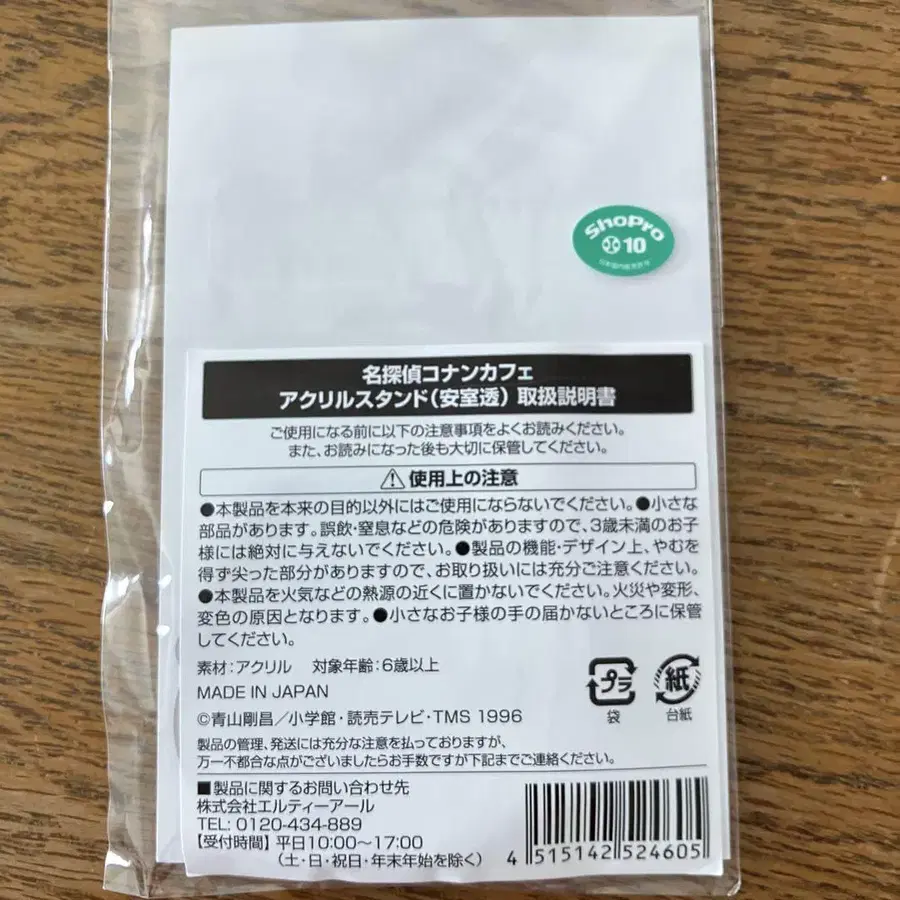 ShoPro
10
名探偵コナンカフェ
アクリルスタンド(安室透) 取扱説明書
ご使用になる前に以下の注意事項をよくお読みください。
また、お読みになった後も大切に保管してください。
使用上の注意
●本製品を本来の目的以外にはご使用にならないでください。●小さな
部品があります。誤飲・窒息などの危険がありますので、3歳未満のお子
様には絶対に与えないでください。●製品の機能・デザイン上、やむを
得ず尖った部分がありますので、お取り扱いには充分ご注意ください。
●本製品を火気などの熱源の近くに置かないでください。火災や変形、
変色の原因となります。●小さなお子様の手の届かないところに保管
してください。
素材:アクリル 対象年齢:6歳以上
MADE IN JAPAN
プラ
袋
紙
台紙
©青山剛昌/小学館・読売テレビ・TMS 1996
製品の管理、発送には充分な注意を払っておりますが、
万一不都合な点がございましたらお手数ですが下記までご連絡ください。
■製品に関するお問い合わせ先
株式会社エルティーアール
TEL: 0120-434-889
【受付時間】 平日10:00〜17:00
(土・日・祝日・年末年始を除く)
4 515142 524605